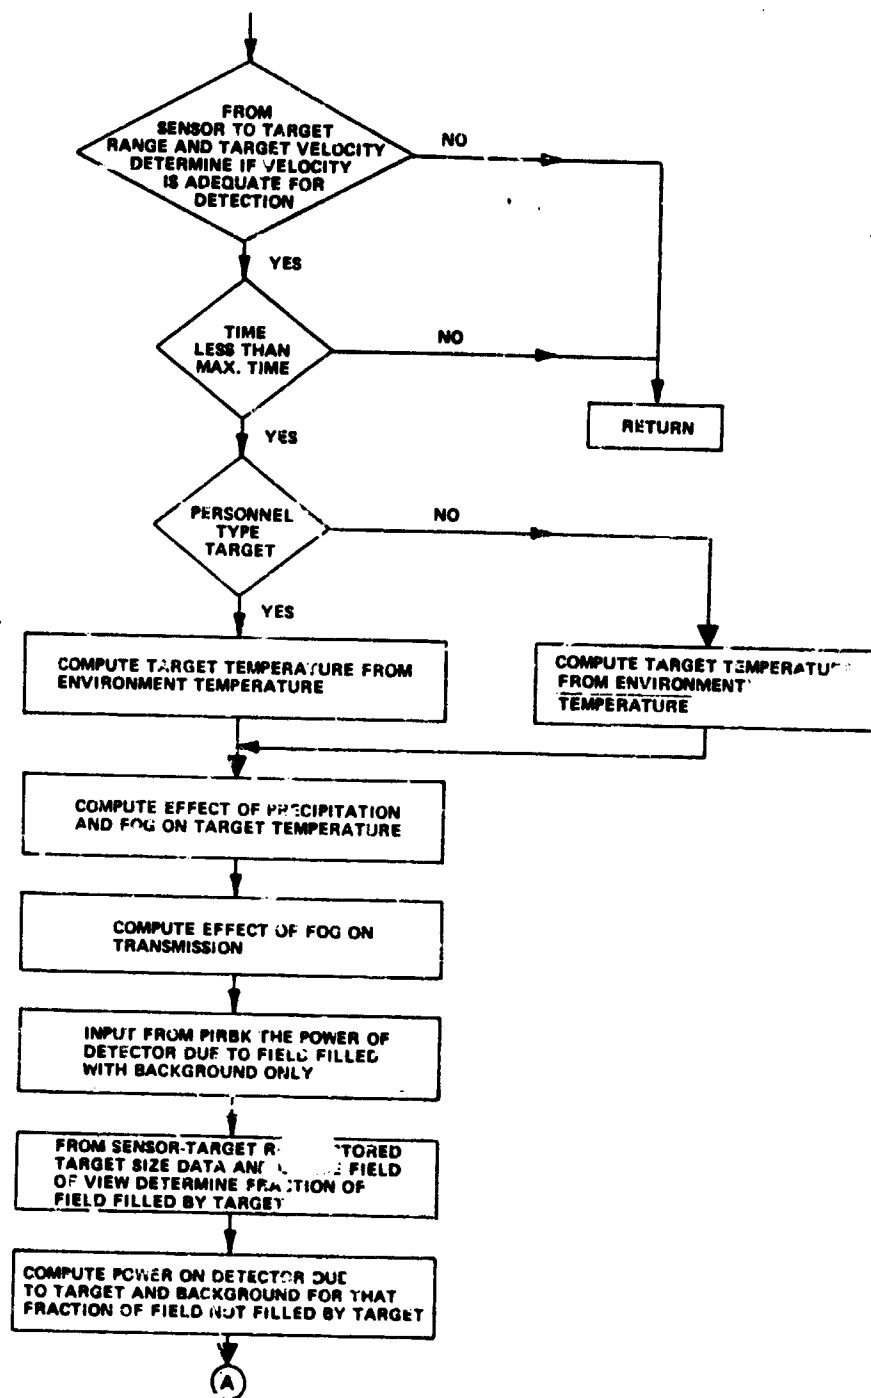 FROM
SENSOR TO TARGET
RANGE AND TARGET VELOCITY
DETERMINE IF VELOCITY
IS ADEQUATE FOR
DETECTION
NO
YES
TIME
LESS THAN
MAX. TIME
NO
RETURN
YES
PERSONNEL
TYPE
TARGET
NO
YES
COMPUTE TARGET TEMPERATURE FROM
ENVIRONMENT TEMPERATURE
COMPUTE TARGET TEMPERATURE
FROM ENVIRONMENT
TEMPERATURE
COMPUTE EFFECT OF PRECIPITATION
AND FOG ON TARGET TEMPERATURE
COMPUTE EFFECT OF FOG ON
TRANSMISSION
INPUT FROM PIRBK THE POWER OF
DETECTOR DUE TO FIELD FILLED
WITH BACKGROUND ONLY
FROM SENSOR-TARGET
TARGET SIZE DATA AND FIELD
OF VIEW DETERMINE FRACTION OF
FIELD FILLED BY TARGET
COMPUTE POWER ON DETECTOR DUE
TO TARGET AND BACKGROUND FOR THAT
FRACTION OF FIELD NOT FILLED BY TARGET
A